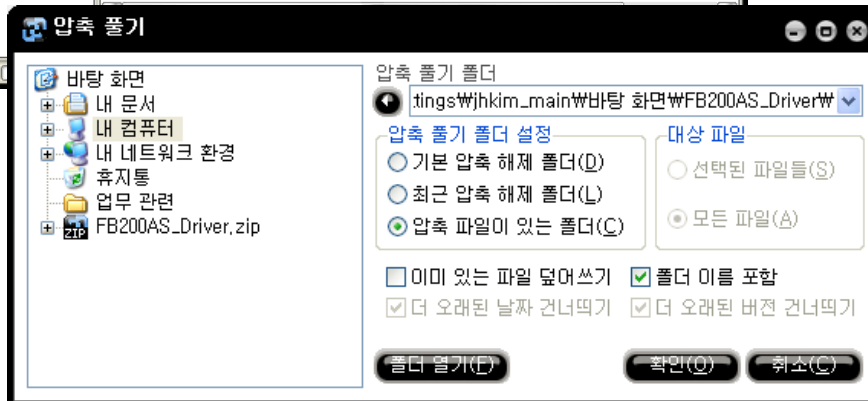 압축 풀기
바탕 화면
내 문서
내 컴퓨터
내 네트워크 환경
휴지통
업무 관련
FB200AS_Driver.zip
압축 풀기 폴더
tings₩jhkim_main₩바탕 화면₩FB200AS_Driver₩
압축 풀기 폴더 설정
기본 압축 해제 폴더(D)
최근 압축 해제 폴더(L)
압축 파일이 있는 폴더(C)
대상 파일
선택된 파일들(S)
모든 파일(A)
이미 있는 파일 덮어쓰기
폴더 이름 포함
더 오래된 날짜 건너띄기
더 오래된 버전 건너띄기
폴더 열기(F)
확인(O)
취소(C)